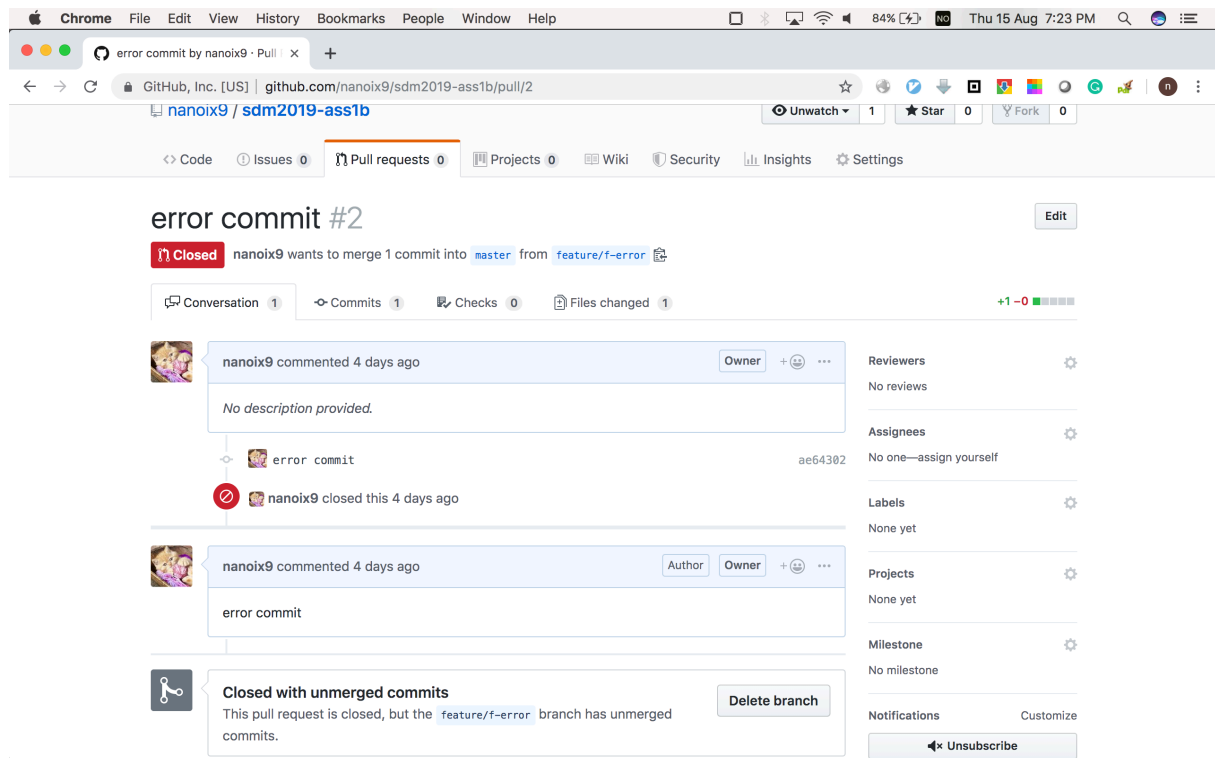 Chrome File Edit View History Bookmarks People Window Help 84% NO Thu 15 Aug 7:23 PM
error commit by nanoix9 · Pull
GitHub, Inc. [US] | github.com/nanoix9/sdm2019-ass1b/pull/2 n
nanoix9 / sdm2019-ass1b Unwatch 1 Star 0 Fork 0
Code Issues 0 Pull requests 0 Projects 0 Wiki Security Insights Settings
error commit #2 Edit
Closed nanoix9 wants to merge 1 commit into master from feature/f-error
Conversation 1 Commits 1 Checks 0 Files changed 1 +1 −0
nanoix9 commented 4 days ago Owner
No description provided.
error commit ae64302
nanoix9 closed this 4 days ago
nanoix9 commented 4 days ago Author Owner
error commit
Closed with unmerged commits
This pull request is closed, but the feature/f-error branch has unmerged
commits.
Delete branch
Reviewers
No reviews
Assignees
No one—assign yourself
Labels
None yet
Projects
None yet
Milestone
No milestone
Notifications Customize
Unsubscribe